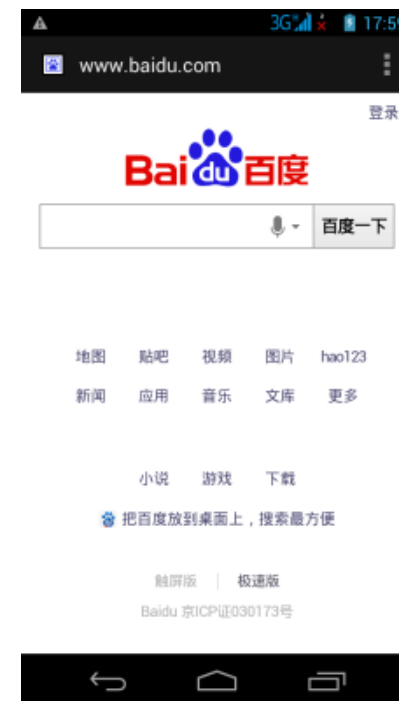 3G 17:59
www.baidu.com
登录
Bai du 百度
百度一下
地图 贴吧 视频 图片 hao123
新闻 应用 音乐 文库 更多
小说 游戏 下载
把百度放到桌面上，搜索最方便
触屏版 | 极速版
Baidu 京ICP证030173号